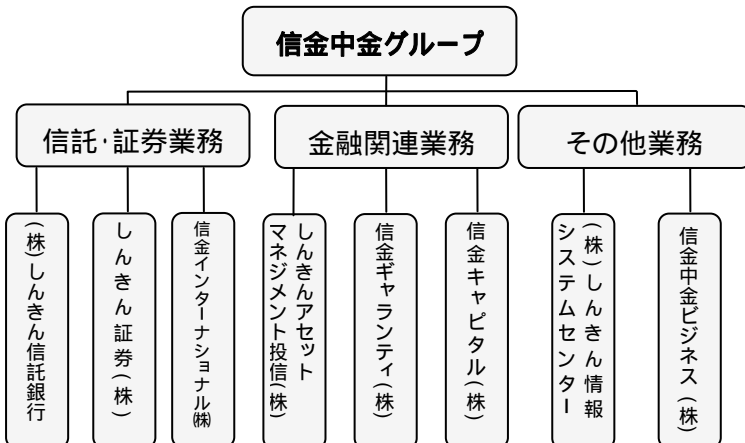 信金中金グループ
信託･証券業務
金融関連業務
その他業務
(株)しんきん信託銀行
しんきん証券(株)
信金インターナショナル㈱
しんきんアセット
マネジメント投信(株)
信金ギャランティ(株)
信金キャピタル(株)
(株)しんきん情報
システムセンター
信金中金ビジネス(株)